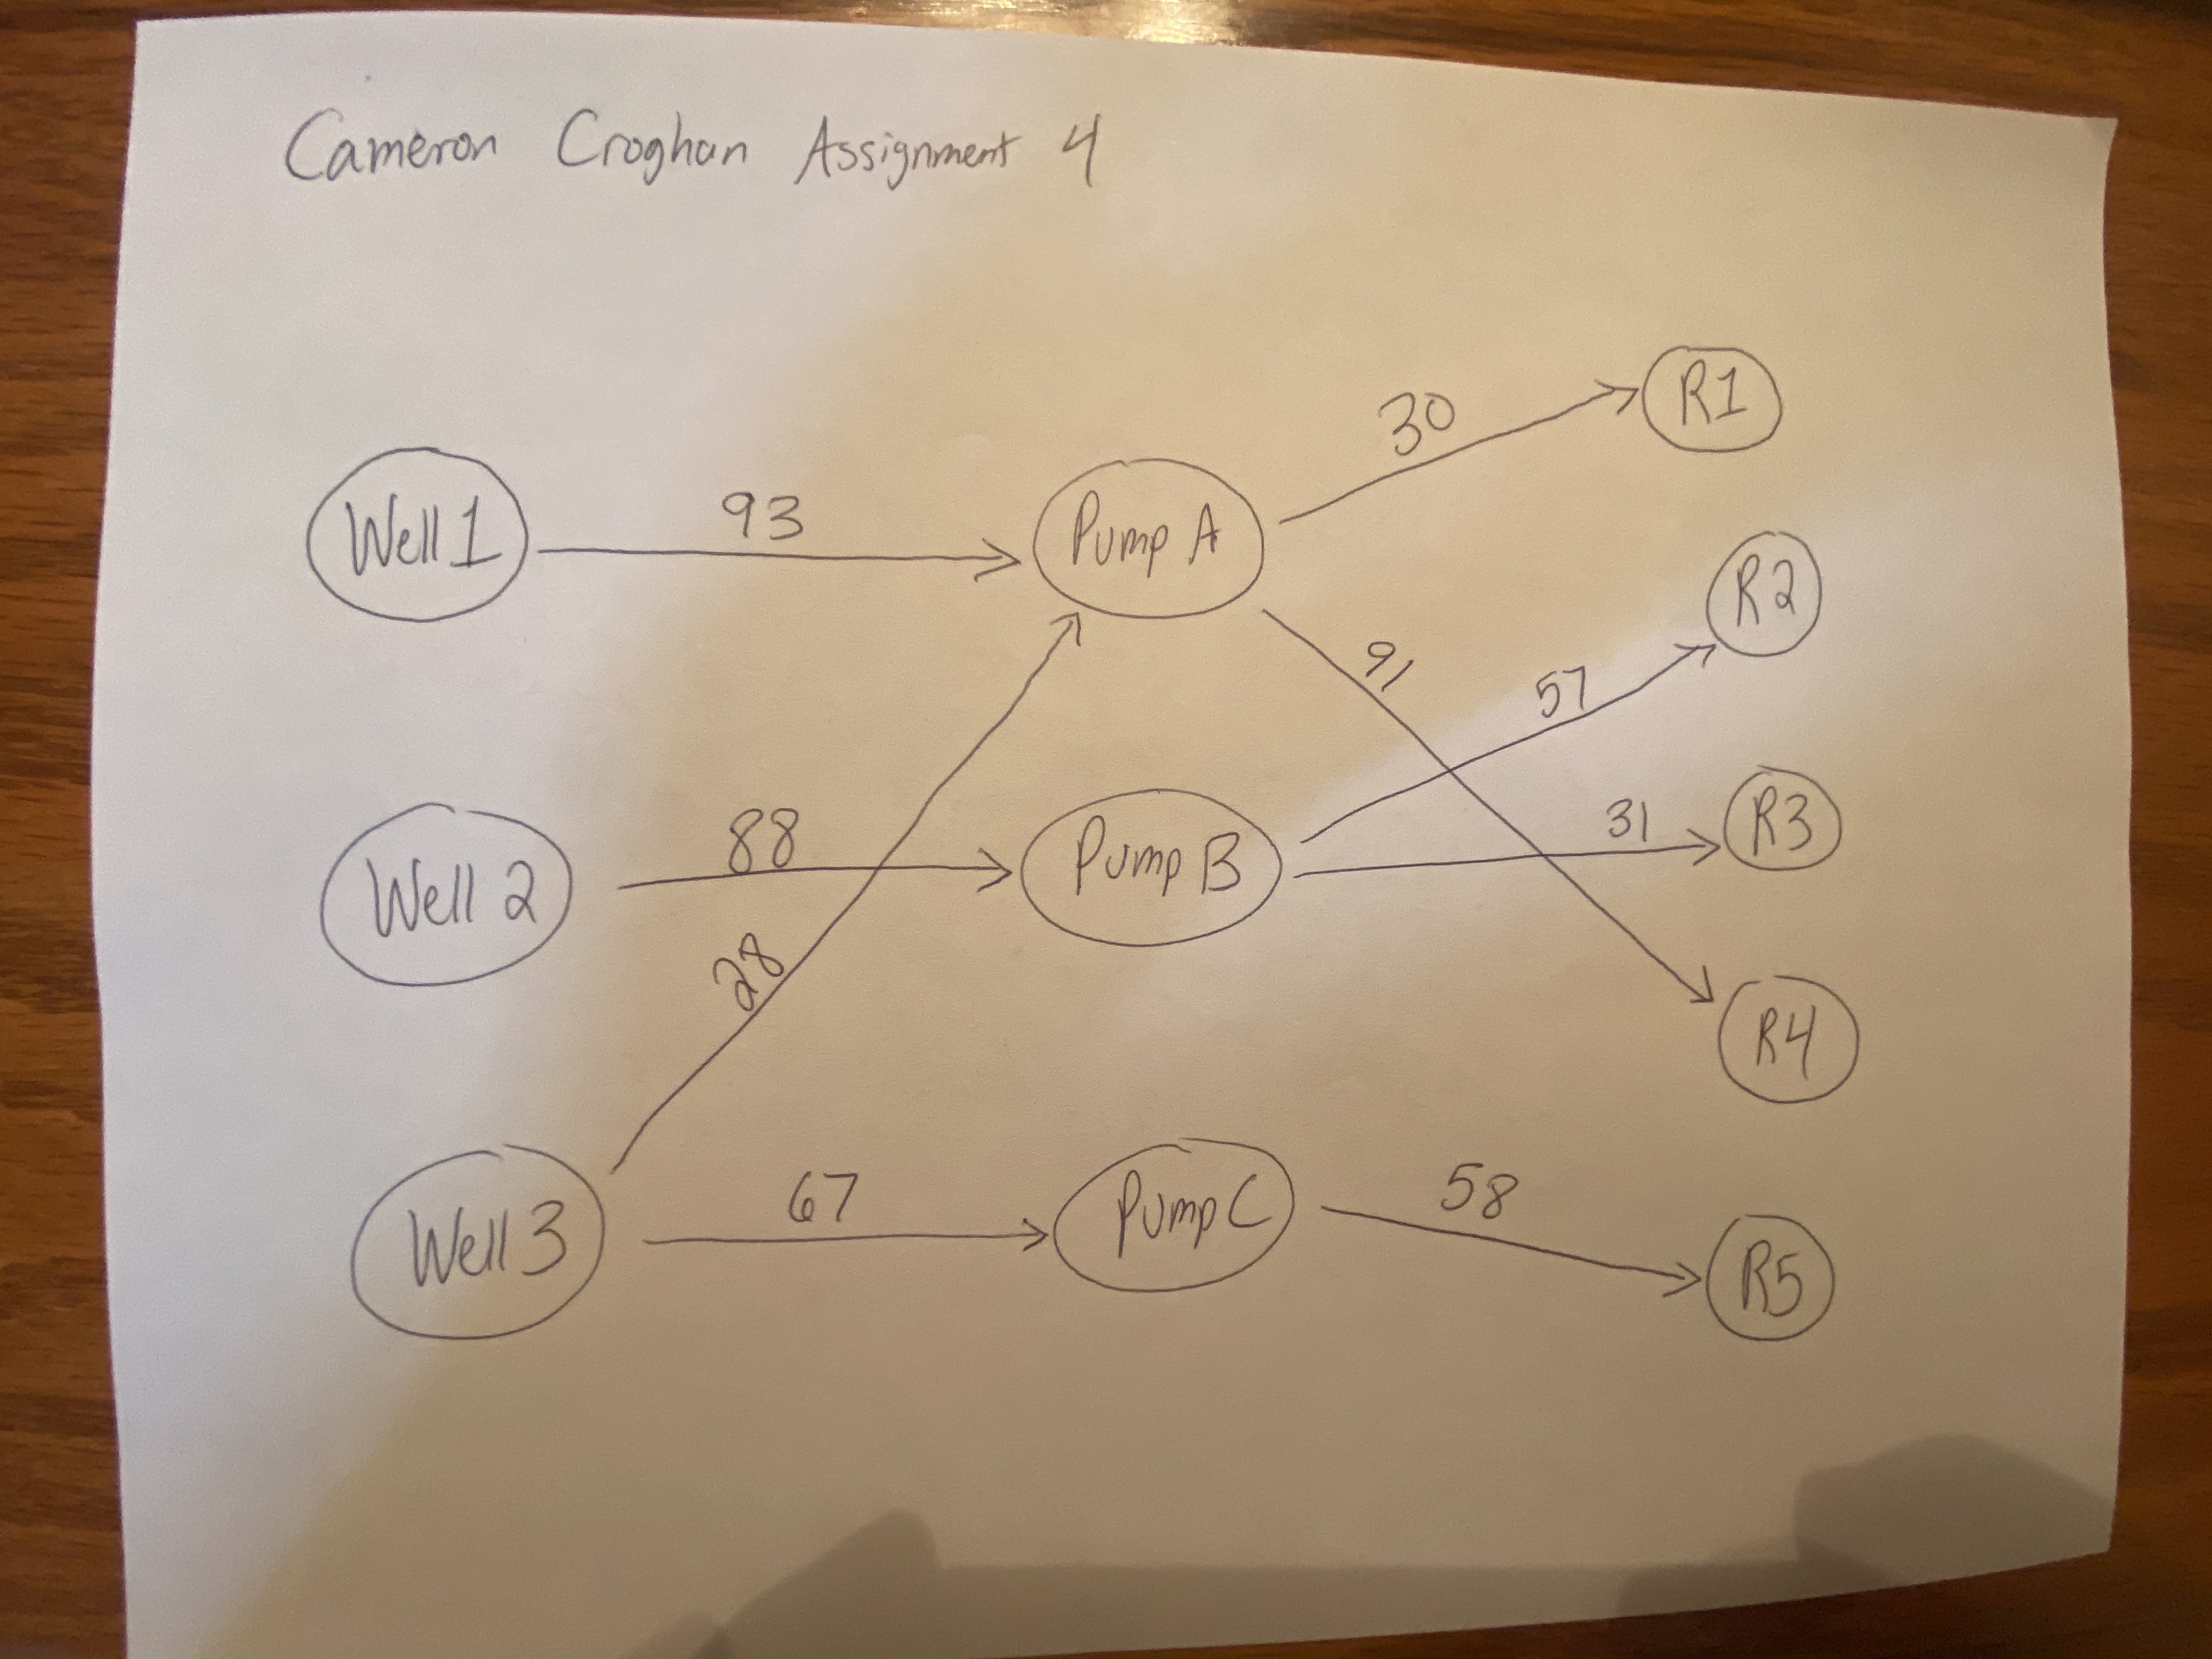 Cameron Croghan Assignment 4
Well 1
93
Pump A
30
R1
Well 2
88
28
Pump B
91
57
R2
31
R3
R4
Well 3
67
Pump C
58
R5